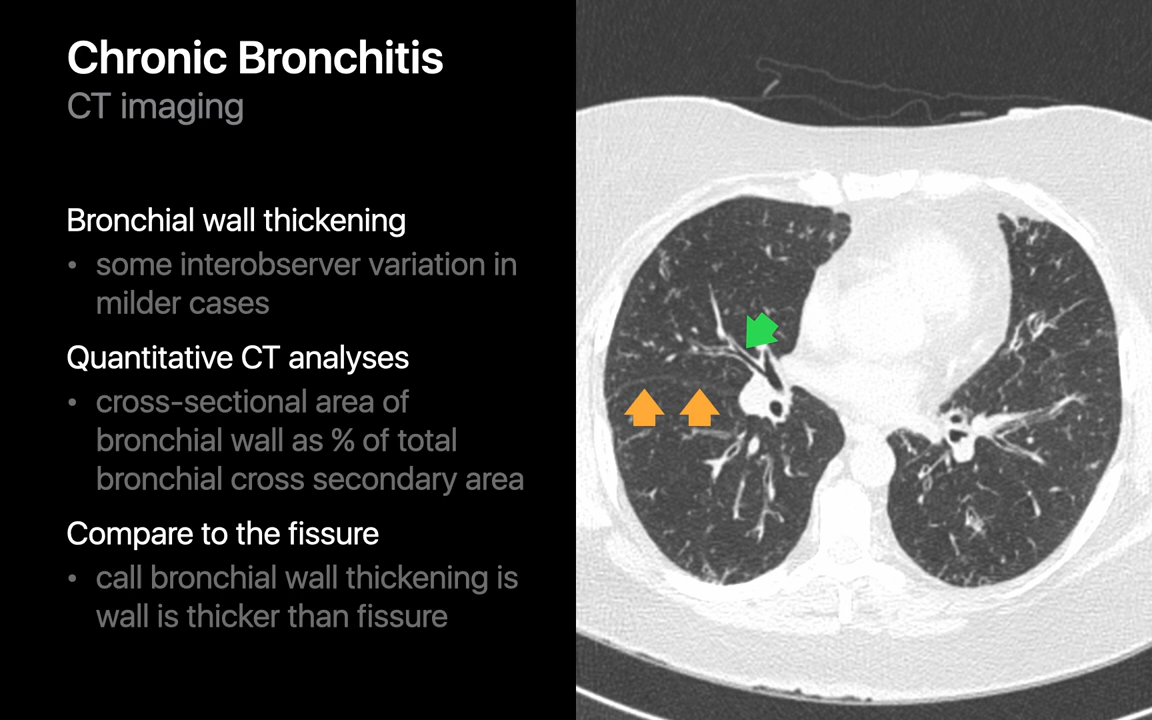 Chronic Bronchitis
CT imaging
Bronchial wall thickening
• some interobserver variation in
milder cases
Quantitative CT analyses
• cross-sectional area of
bronchial wall as % of total
bronchial cross secondary area
Compare to the fissure
• call bronchial wall thickening is
wall is thicker than fissure